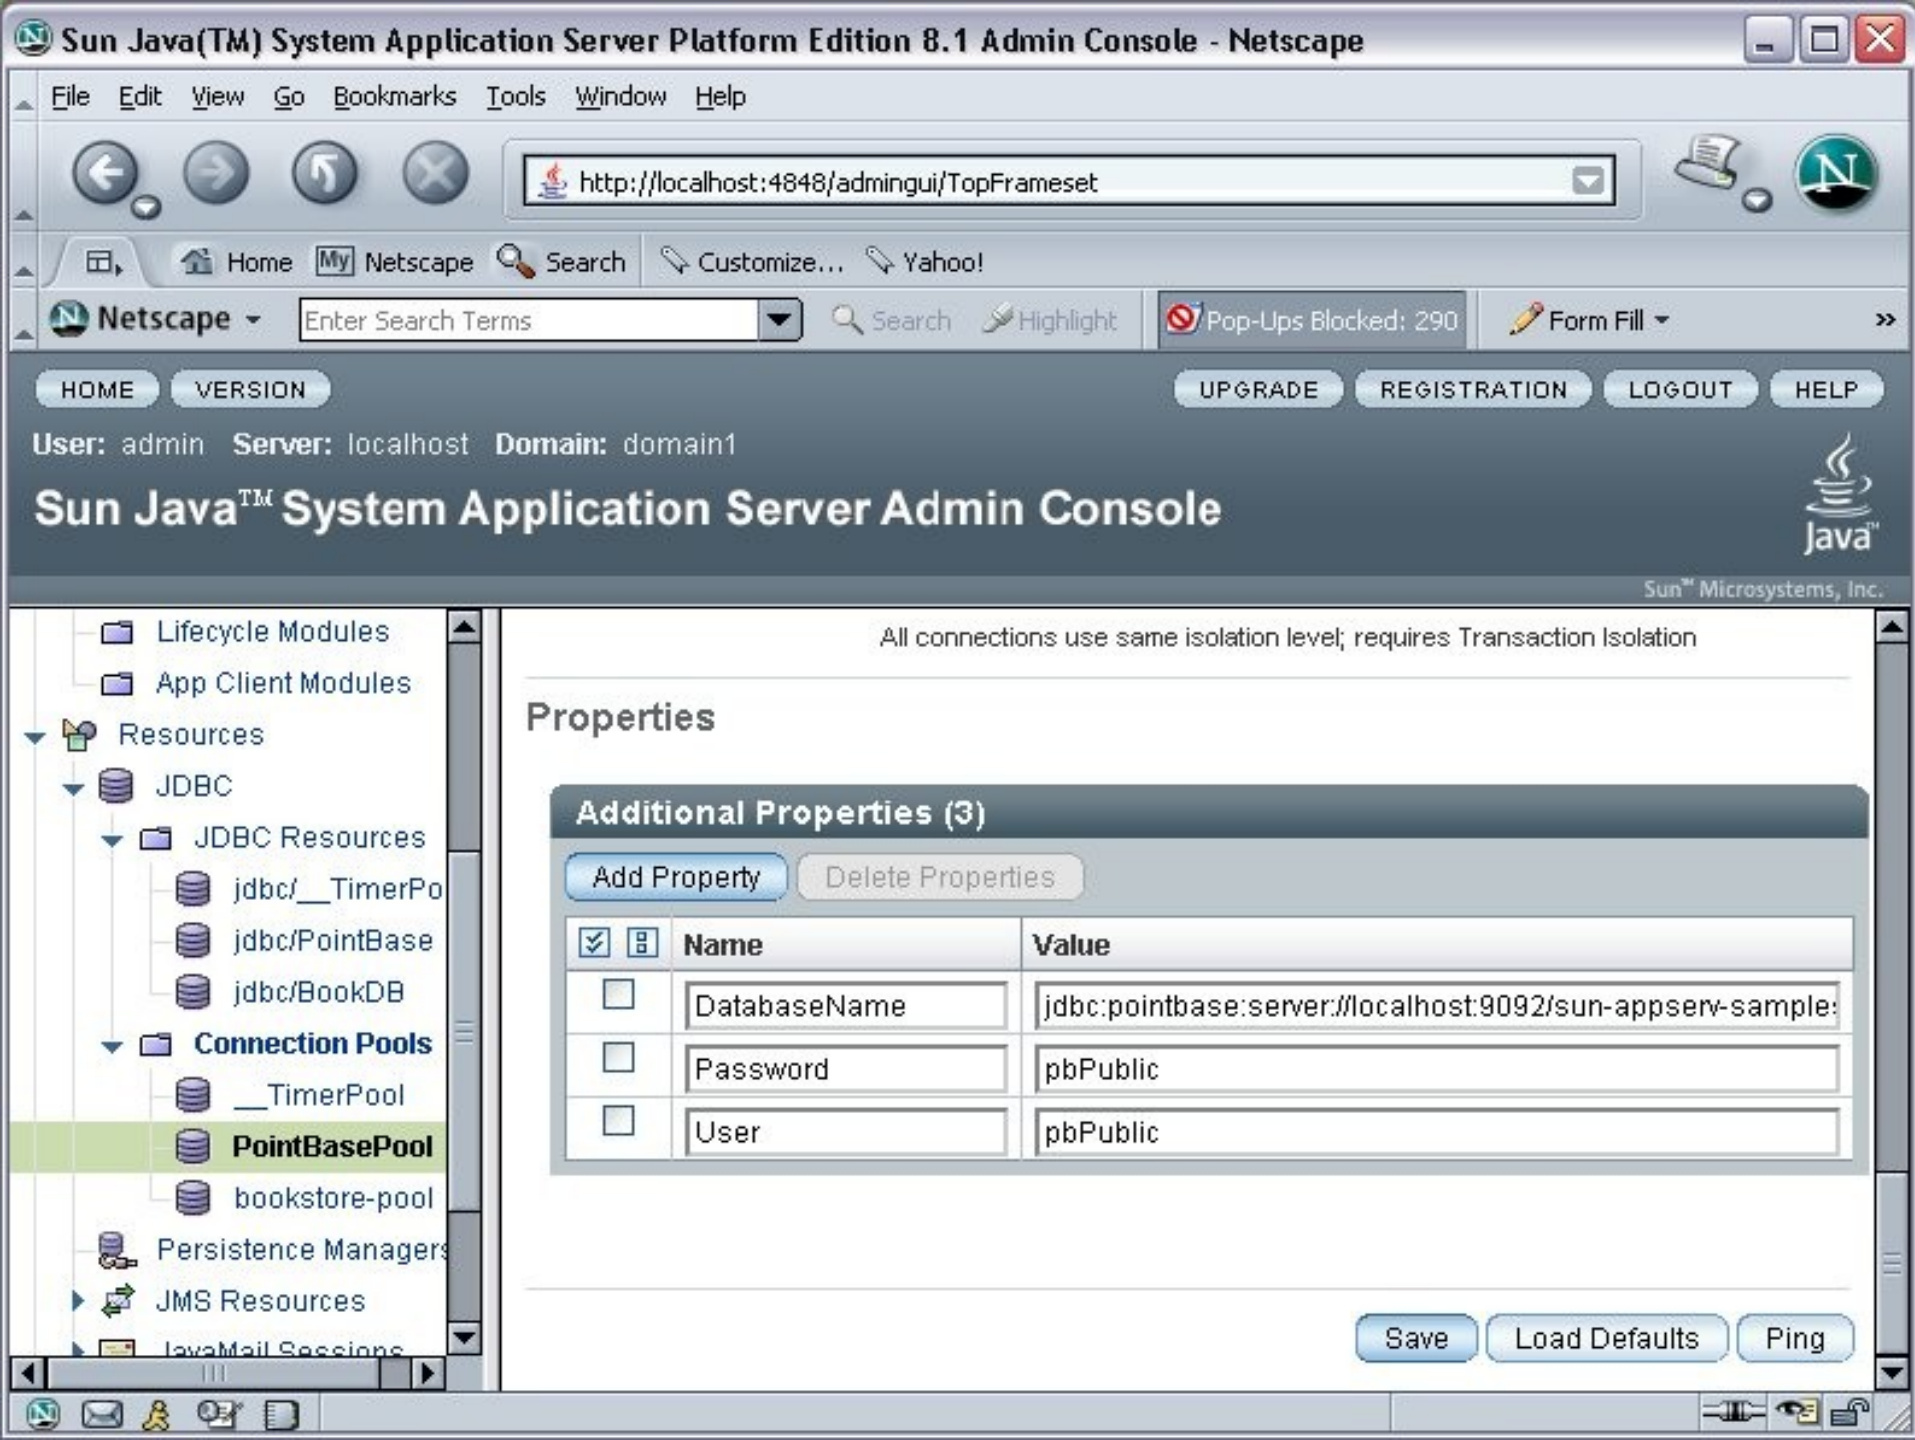 Sun Java(TM) System Application Server Platform Edition 8.1 Admin Console - Netscape
File Edit View Go Bookmarks Tools Window Help
http://localhost:4848/admingui/TopFrameset
N
Home My Netscape Search Customize... Yahoo!
N Netscape Enter Search Terms Search Highlight Pop-Ups Blocked: 290 Form Fill »
HOME VERSION UPGRADE REGISTRATION LOGOUT HELP
User: admin Server: localhost Domain: domain1
Sun Java™ System Application Server Admin Console
Java™
Sun™ Microsystems, Inc.
Lifecycle Modules
App Client Modules
Resources
JDBC
JDBC Resources
jdbc/__TimerPo
jdbc/PointBase
jdbc/BookDB
Connection Pools
__TimerPool
PointBasePool
bookstore-pool
Persistence Managers
JMS Resources
JavaMail Sessions
All connections use same isolation level; requires Transaction Isolation
Properties
Additional Properties (3)
Add Property Delete Properties
Name Value
DatabaseName jdbc:pointbase:server://localhost:9092/sun-appserv-samples
Password pbPublic
User pbPublic
Save Load Defaults Ping